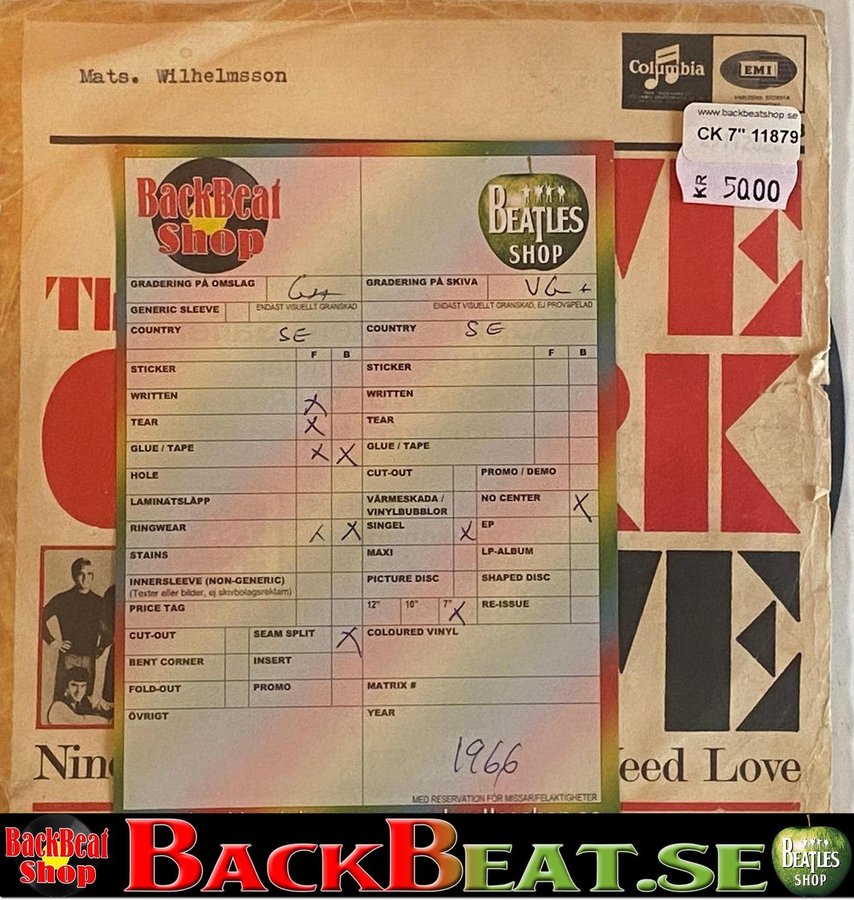 Mats. Wilhelmsson
Columbia
EMI
www.backbeatshop.se
CK 7" 11879
KR 5000
BackBeat Shop
BEATLES SHOP
GRADERING PÅ OMSLAG G++
GRADERING PÅ SKIVA VG+
GENERIC SLEEVE
ENDAST VISUELLT GRANSKAD
ENDAST VISUELLT GRANSKAD, EJ PROVSPELAD
COUNTRY SE
COUNTRY SE
F B
F B
STICKER
STICKER
WRITTEN X
WRITTEN
TEAR X
TEAR
GLUE / TAPE X X
GLUE / TAPE
HOLE
CUT-OUT
PROMO / DEMO
LAMINATSLÄPP
VÄRMESKADA / VINYLBUBBLOR
NO CENTER X
RINGWEAR X X
SINGEL X
EP
STAINS
MAXI
LP-ALBUM
INNERSLEEVE (NON-GENERIC)
(Texter eller bilder, ej skivbolagsreklam)
PICTURE DISC
SHAPED DISC
PRICE TAG
12" 10" 7" X
RE-ISSUE
CUT-OUT
SEAM SPLIT X
COLOURED VINYL
BENT CORNER
INSERT
FOLD-OUT
PROMO
MATRIX #
ÖVRIGT
YEAR
1966
MED RESERVATION FÖR MISSAR/FELAKTIGHETER
Nin eed Love
BackBeat Shop
BACKBEAT.SE
BEATLES SHOP